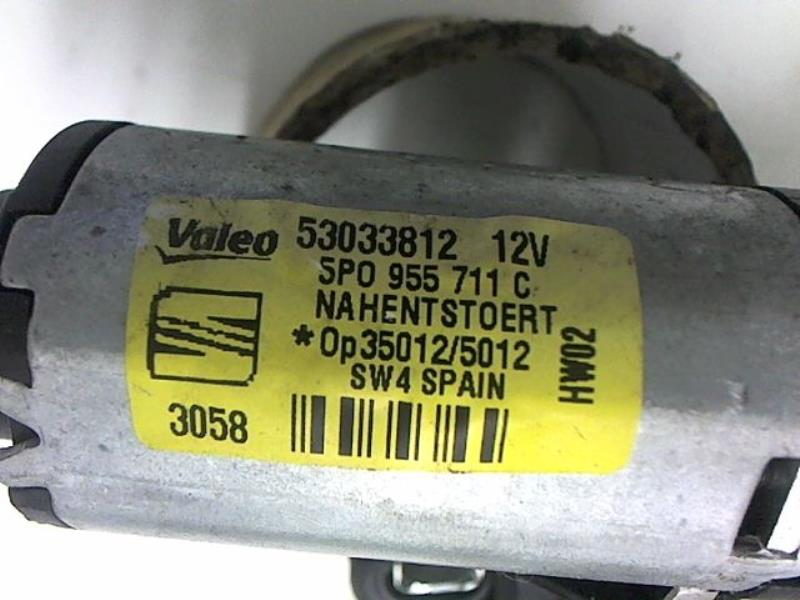 Valeo 53033812 12V
5P0 955 711 C
NAHENTSTOERT
*Op35012/5012
SW4 SPAIN
HW02
3058